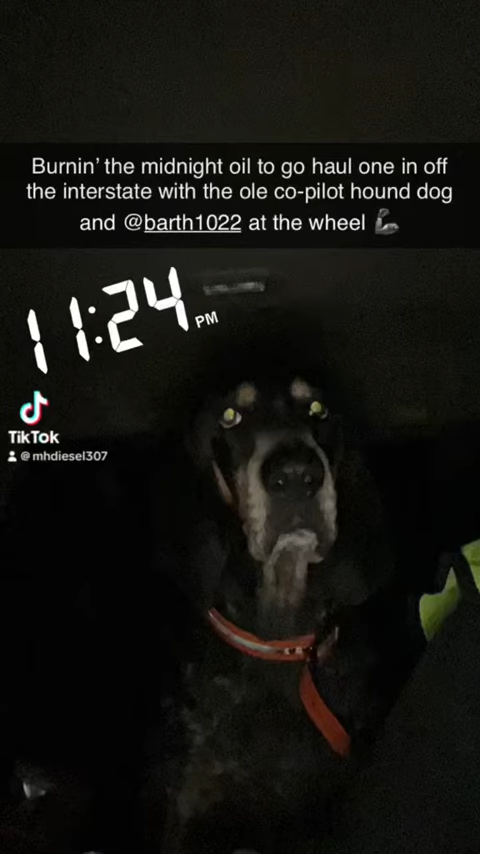 Burnin' the midnight oil to go haul one in off
the interstate with the ole co-pilot hound dog
and @barth1022 at the wheel 🦾
11:24 PM
TikTok
@mhdiesel307